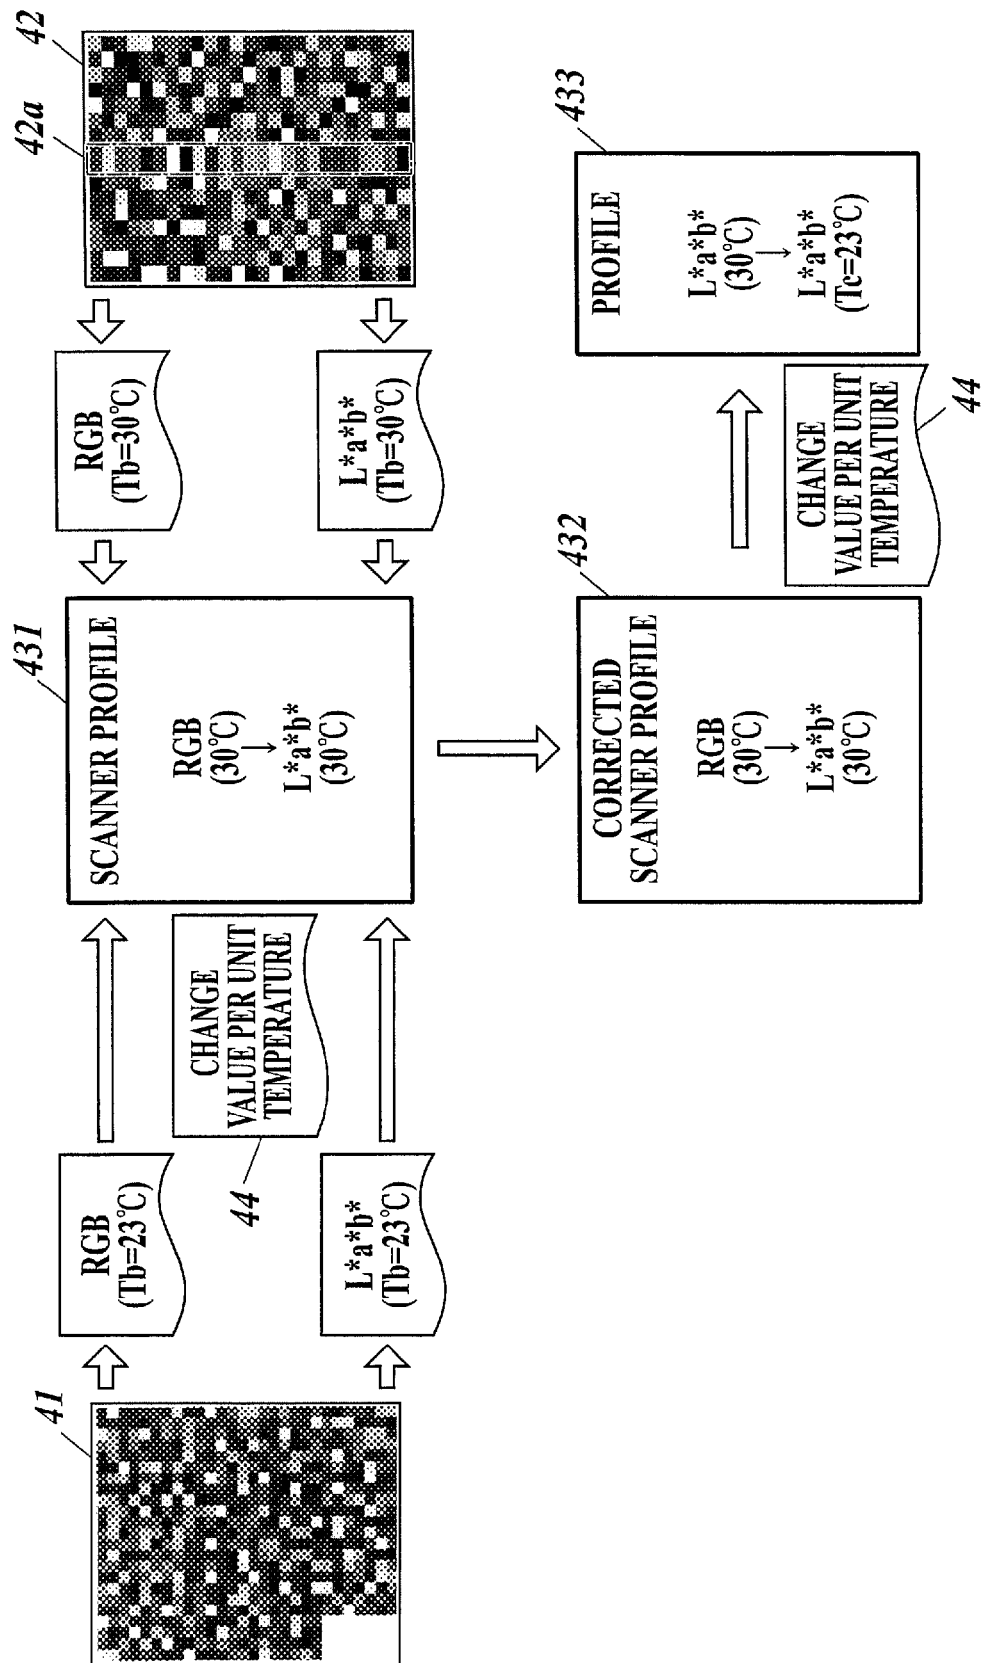 41
RGB
(Tb=23°C)
L*a*b*
(Tb=23°C)
CHANGE
VALUE PER UNIT
TEMPERATURE
44
431
SCANNER PROFILE
RGB
(30°C)
→
L*a*b*
(30°C)
RGB
(Tb=30°C)
L*a*b*
(Tb=30°C)
42a
42
432
CORRECTED
SCANNER PROFILE
RGB
(30°C)
→
L*a*b*
(30°C)
CHANGE
VALUE PER UNIT
TEMPERATURE
44
433
PROFILE
L*a*b*
(30°C)
→
L*a*b*
(Tc=23°C)